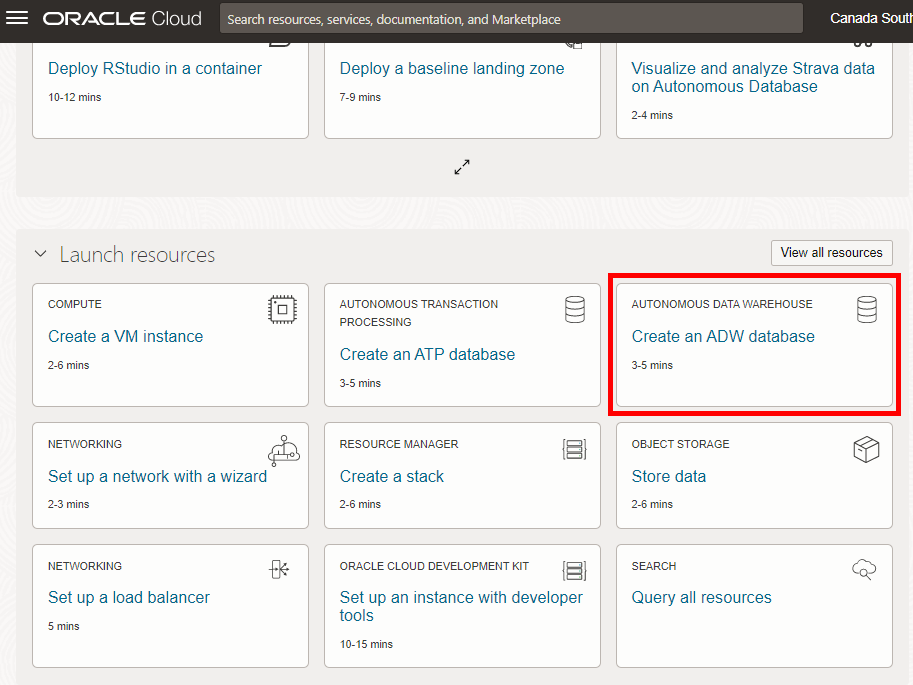 ORACLE Cloud
Search resources, services, documentation, and Marketplace
Canada South
Deploy RStudio in a container
10-12 mins
Deploy a baseline landing zone
7-9 mins
Visualize and analyze Strava data
on Autonomous Database
2-4 mins
Launch resources
View all resources
COMPUTE
Create a VM instance
2-6 mins
AUTONOMOUS TRANSACTION
PROCESSING
Create an ATP database
3-5 mins
AUTONOMOUS DATA WAREHOUSE
Create an ADW database
3-5 mins
NETWORKING
Set up a network with a wizard
2-3 mins
RESOURCE MANAGER
Create a stack
2-6 mins
OBJECT STORAGE
Store data
2-6 mins
NETWORKING
Set up a load balancer
5 mins
ORACLE CLOUD DEVELOPMENT KIT
Set up an instance with developer
tools
10-15 mins
SEARCH
Query all resources